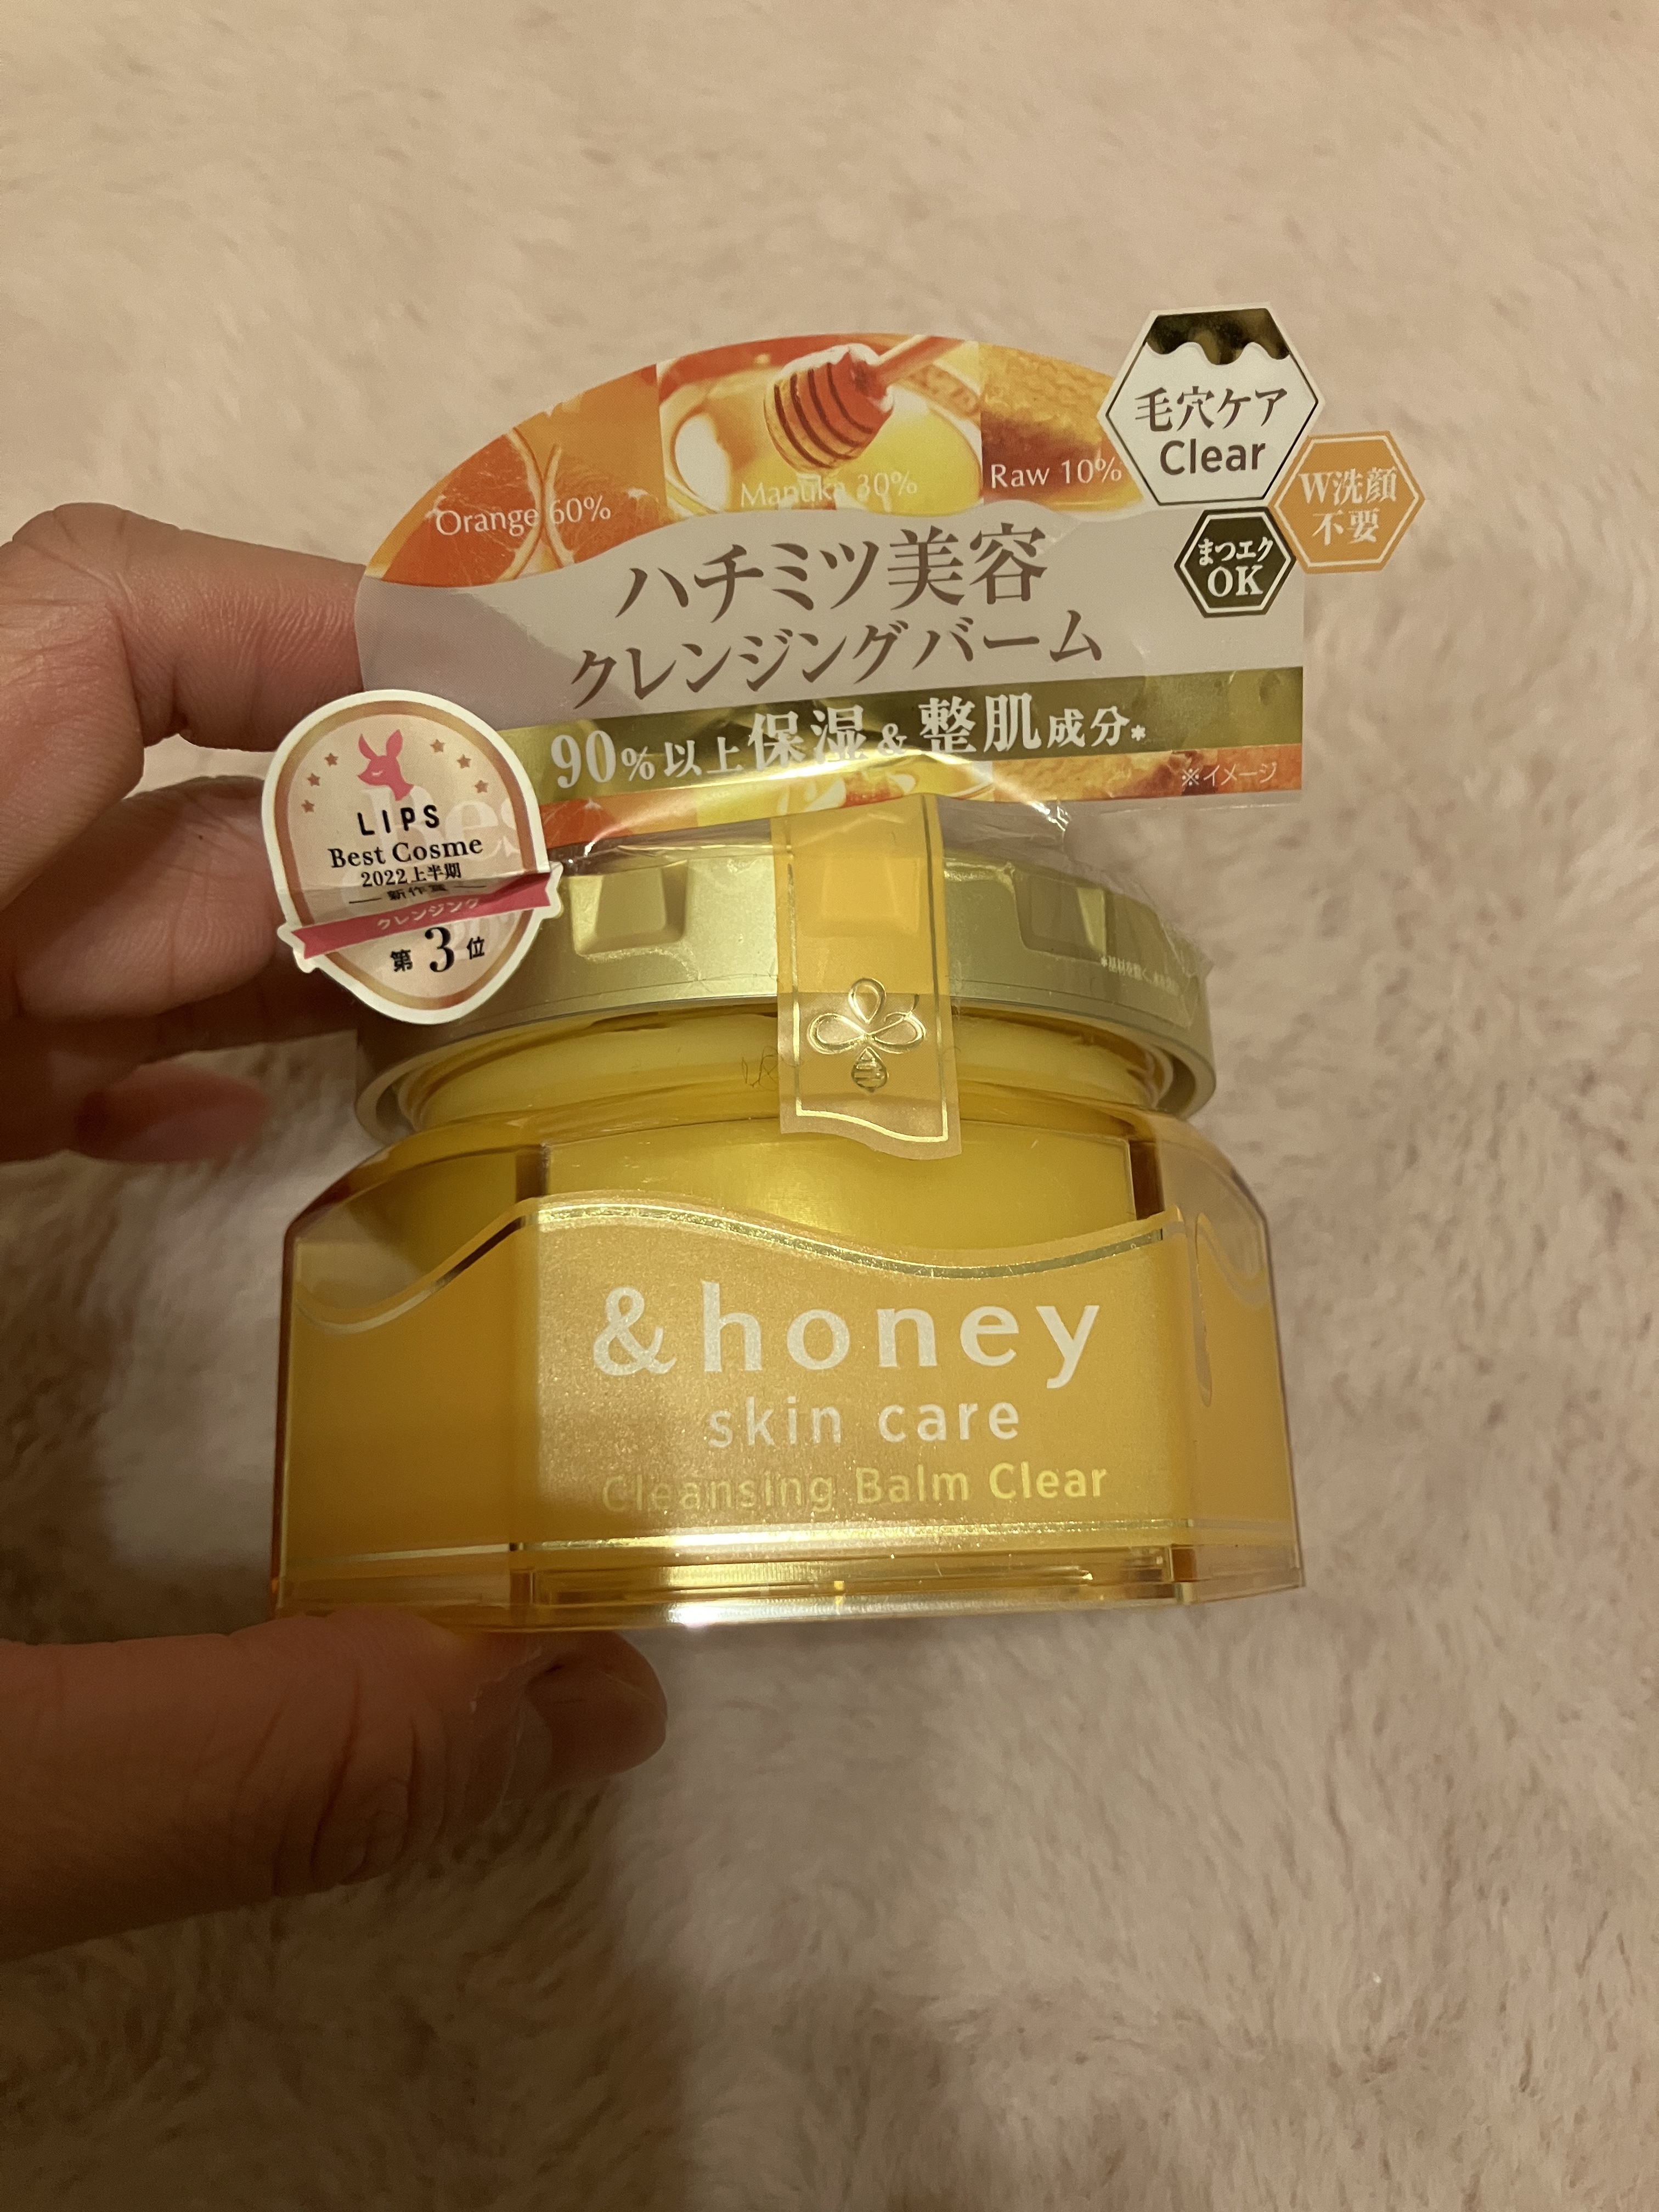 Orange 60%
Manuka 30%
Raw 10%
毛穴ケア
Clear
W洗顔
不要
まつエク
OK
ハチミツ美容
クレンジングバーム
90%以上保湿&整肌成分*
※イメージ
LIPS
Best Cosme
2022上半期
新作賞
クレンジング
第3位
&honey
skin care
Cleansing Balm Clear